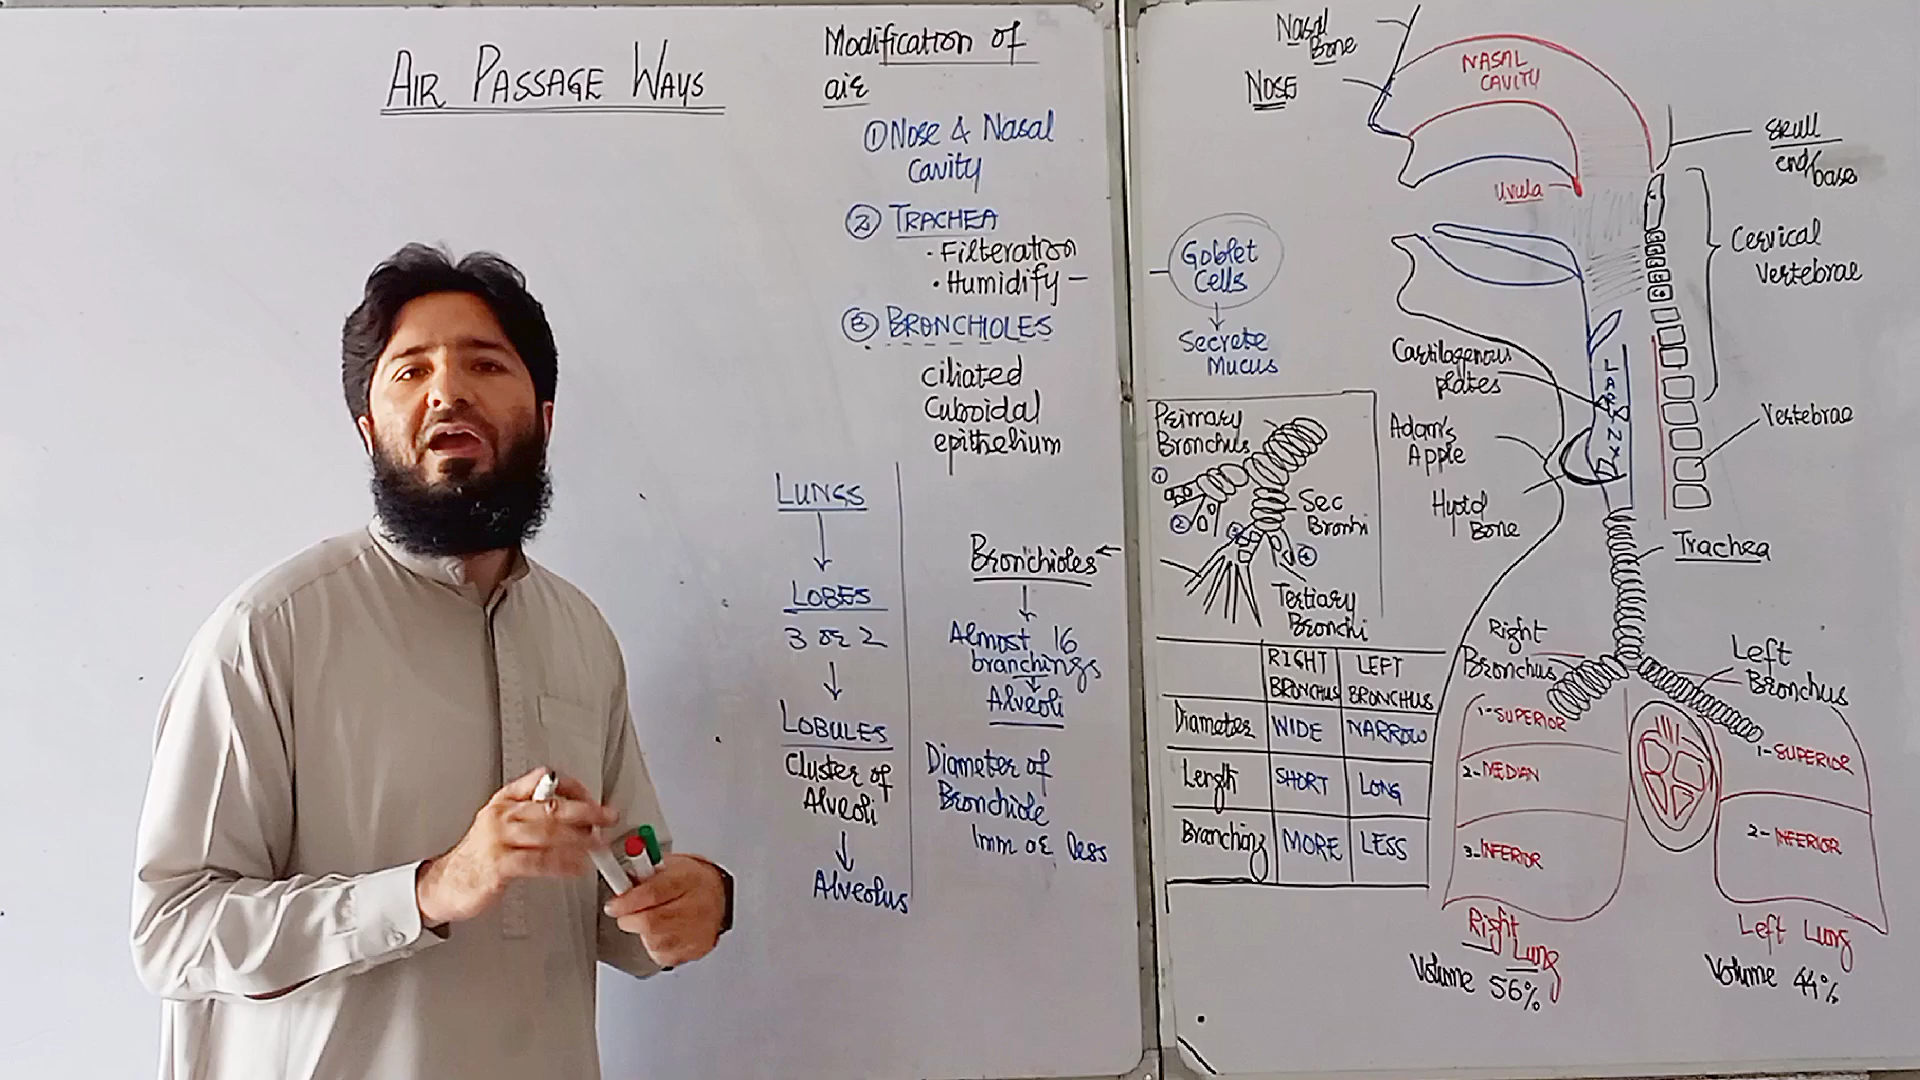 AIR PASSAGE WAYS
Modification of
air
① Nose & Nasal
Cavity
② TRACHEA
• Filteration
• Humidify -
③ BRONCHOLES
ciliated
Cuboidal
epithelium
LUNGS
LOBES
3 or 2
LOBULES
Cluster of
Alveoli
Alveolus
Bronchioles
Almost 16
branchings
Alveoli
Diameter of
Bronchiole
1mm or less
Nasal
Bone
NOSE
NASAL
CAVITY
Uvula
Skull
end/base
Cervical
Vertebrae
Goblet
Cells
Secrete
Mucus
Cartilagenous
plates
LARYNX
Adam's
Apple
Hyoid
Bone
Vertebrae
Trachea
Primary
Bronchus
①
②
Sec
Bronhi
④
Tertiary
Bronchi
RIGHT BRONCHUS
LEFT BRONCHUS
Diameter WIDE NARROW
Length SHORT LONG
Branching MORE LESS
Right
Bronchus
Left
Bronchus
1-SUPERIOR
2-MEDIAN
3-INFERIOR
Right
Lung
Volume 56%
1-SUPERIOR
2-INFERIOR
Left Lung
Volume 44%